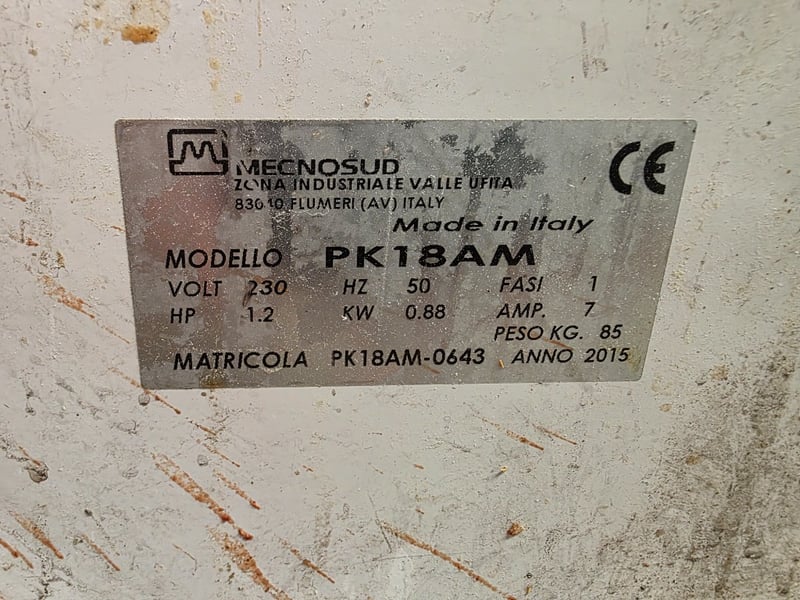 M MECNOSUD CE
ZONA INDUSTRIALE VALLE UFITA
83040 FLUMERI (AV) ITALY
Made in Italy
MODELLO PK18AM
VOLT 230 HZ 50 FASI 1
HP 1.2 KW 0.88 AMP. 7
PESO KG. 85
MATRICOLA PK18AM-0643 ANNO 2015